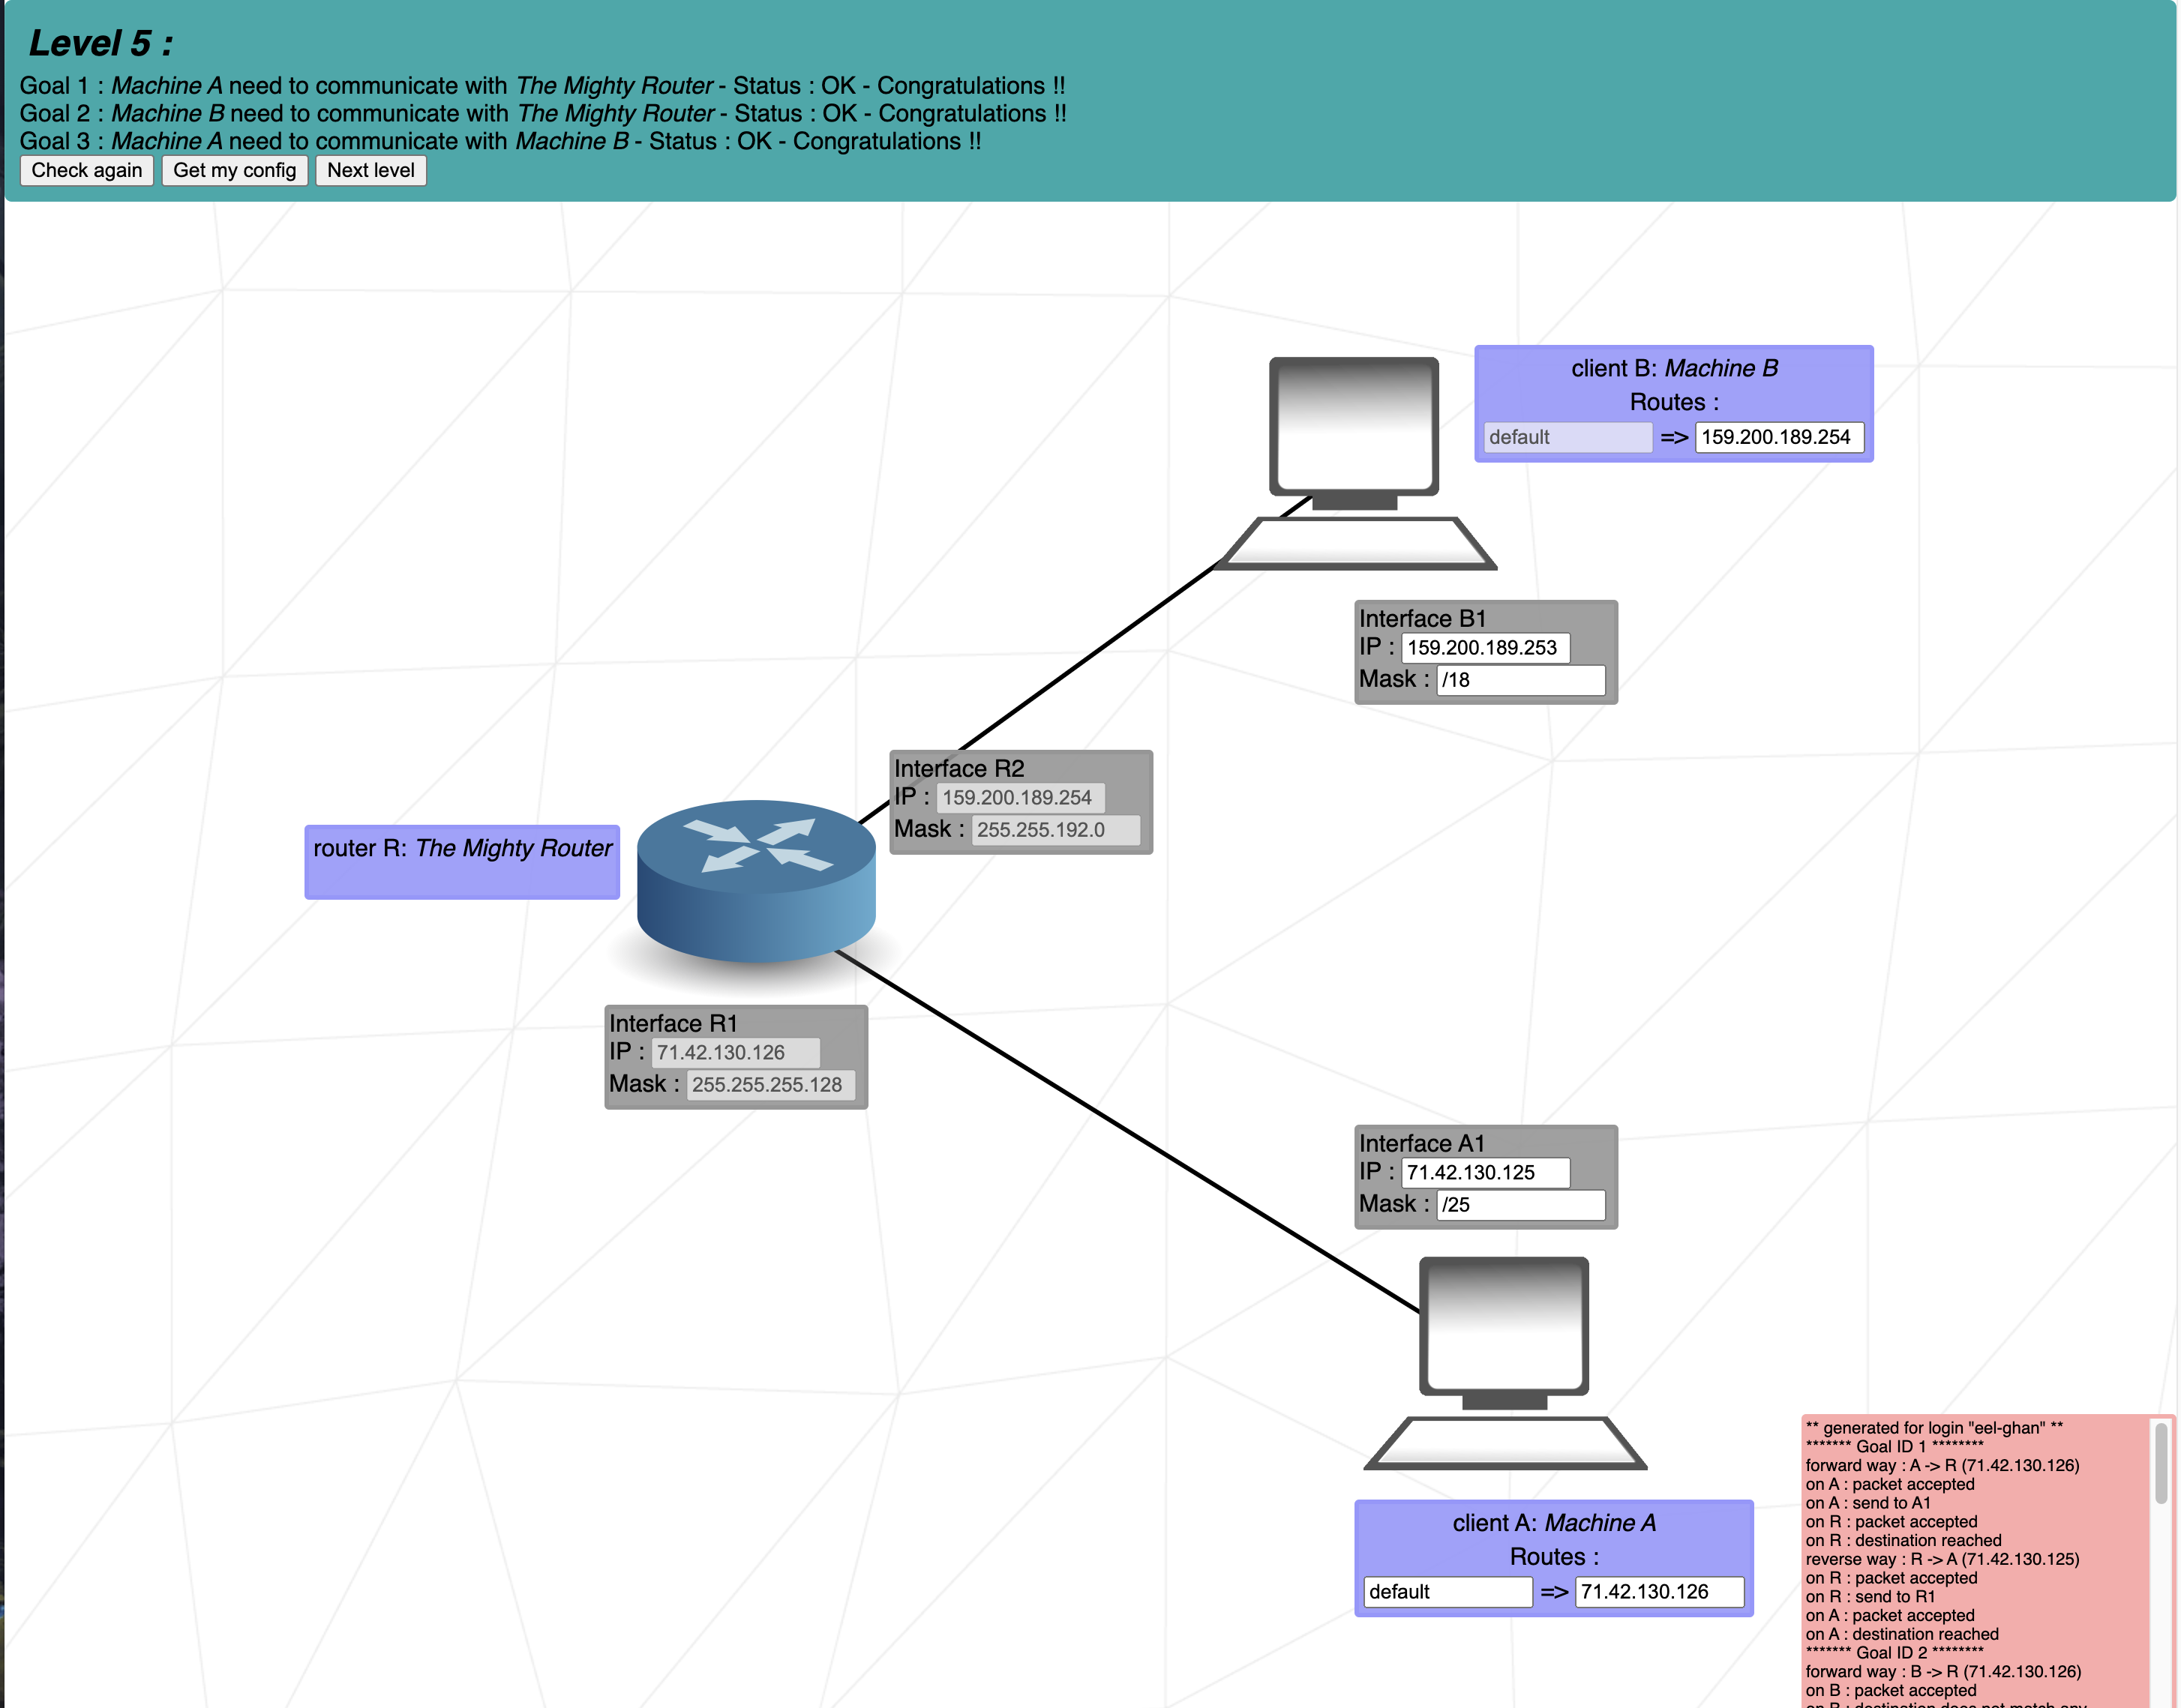 Level 5 :
Goal 1 : Machine A need to communicate with The Mighty Router - Status : OK - Congratulations !!
Goal 2 : Machine B need to communicate with The Mighty Router - Status : OK - Congratulations !!
Goal 3 : Machine A need to communicate with Machine B - Status : OK - Congratulations !!
Check again Get my config Next level
client B: Machine B
Routes :
default => 159.200.189.254
Interface B1
IP : 159.200.189.253
Mask : /18
Interface R2
IP : 159.200.189.254
Mask : 255.255.192.0
router R: The Mighty Router
Interface R1
IP : 71.42.130.126
Mask : 255.255.255.128
Interface A1
IP : 71.42.130.125
Mask : /25
client A: Machine A
Routes :
default => 71.42.130.126
** generated for login "eel-ghan" **
******* Goal ID 1 ********
forward way : A -> R (71.42.130.126)
on A : packet accepted
on A : send to A1
on R : packet accepted
on R : destination reached
reverse way : R -> A (71.42.130.125)
on R : packet accepted
on R : send to R1
on A : packet accepted
on A : destination reached
******* Goal ID 2 ********
forward way : B -> R (71.42.130.126)
on B : packet accepted
on B : destination does not match any